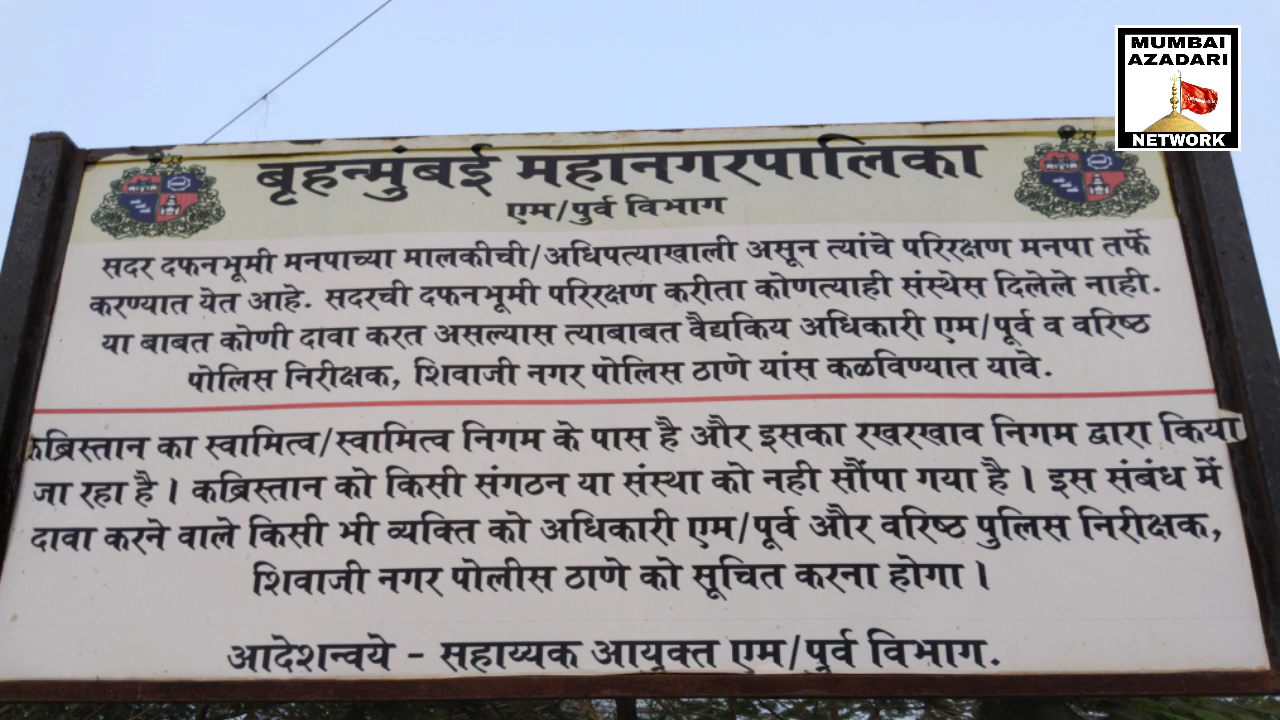 MUMBAI
AZADARI
NETWORK
बृहन्मुंबई महानगरपालिका
एम/पुर्व विभाग
सदर दफनभूमी मनपाच्या मालकीची/अधिपत्याखाली असून त्यांचे परिरक्षण मनपा तर्फे
करण्यात येत आहे. सदरची दफनभूमी परिरक्षण करीता कोणत्याही संस्थेस दिलेले नाही.
या बाबत कोणी दावा करत असल्यास त्याबाबत वैद्यकिय अधिकारी एम/पूर्व व वरिष्ठ
पोलिस निरीक्षक, शिवाजी नगर पोलिस ठाणे यांस कळविण्यात यावे.
कब्रिस्तान का स्वामित्व/स्वामित्व निगम के पास है और इसका रखरखाव निगम द्वारा किया
जा रहा है। कब्रिस्तान को किसी संगठन या संस्था को नही सौंपा गया है। इस संबंध में
दावा करने वाले किसी भी व्यक्ति को अधिकारी एम/पूर्व और वरिष्ठ पुलिस निरीक्षक,
शिवाजी नगर पोलीस ठाणे को सूचित करना होगा।
आदेशन्वये - सहाय्यक आयुक्त एम/पुर्व विभाग.